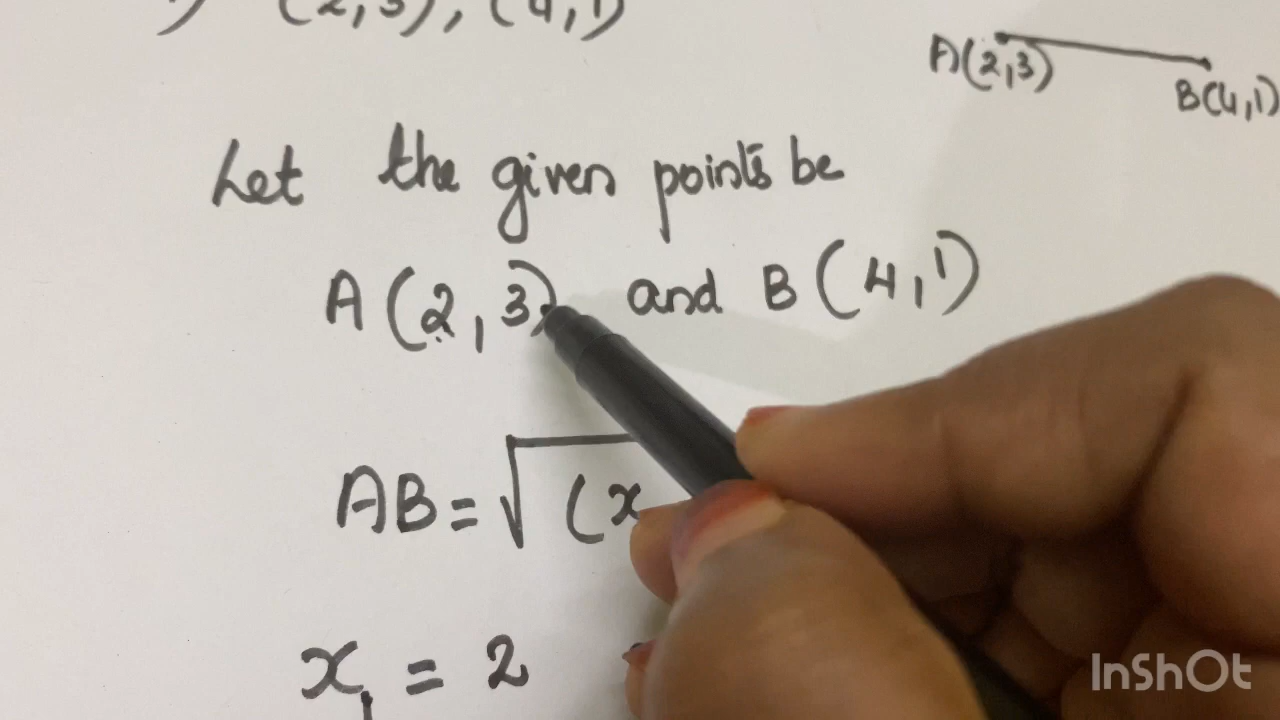 (2,3), (4,1)
A(2,3)
B(4,1)
Let the given points be
A(2,3) and B(4,1)
AB = √(x
x₁ = 2
InShOt